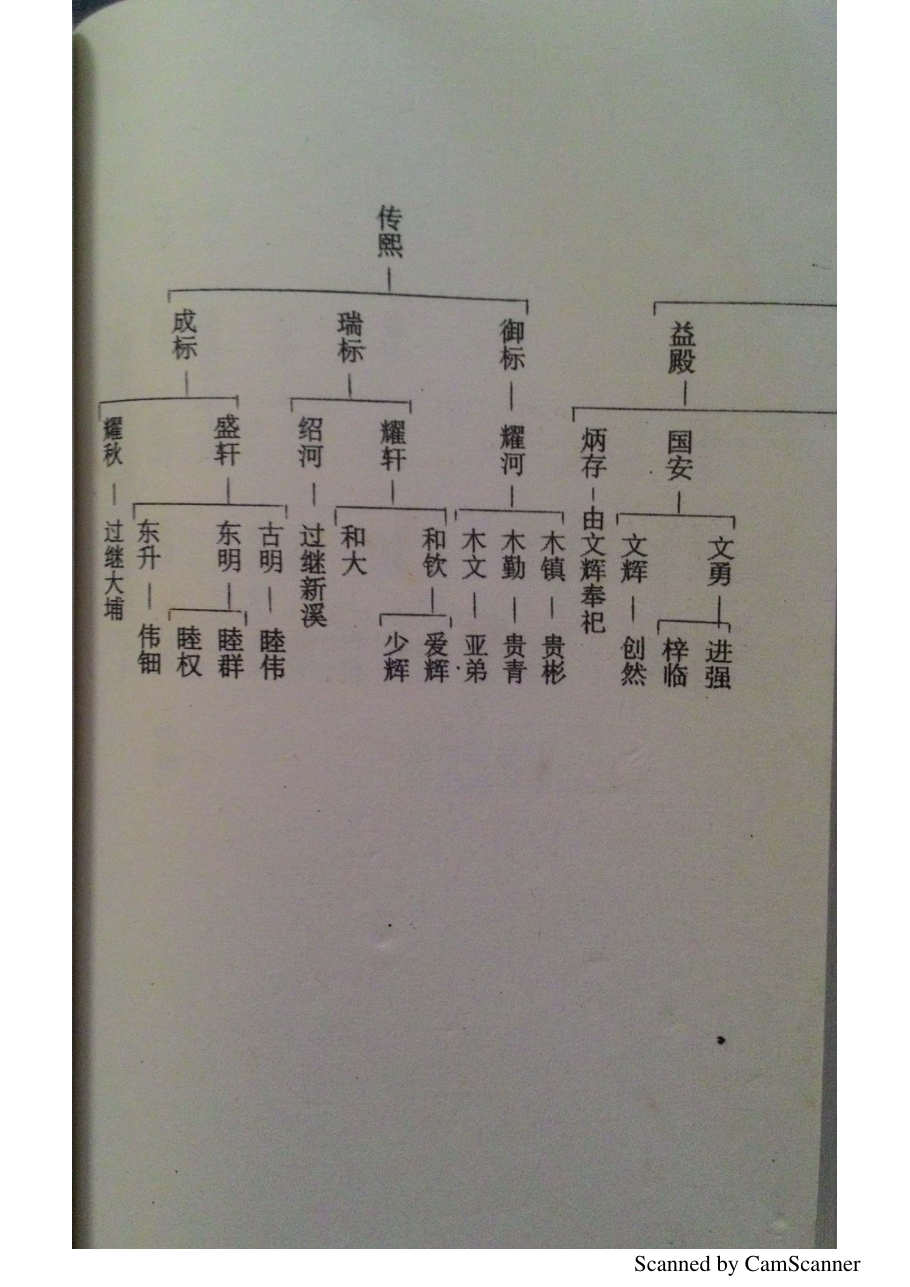 传熙
益殿
御标
瑞标
成标
国安
炳存
耀河
耀轩
绍河
盛轩
耀秋
文勇
文辉
由文辉奉祀
木镇
木勤
木文
和钦
和大
过继新溪
古明
东明
东升
过继大埔
进强
梓临
创然
贵彬
贵青
亚弟
爱辉
少辉
睦伟
睦群
睦权
伟钿
Scanned by CamScanner